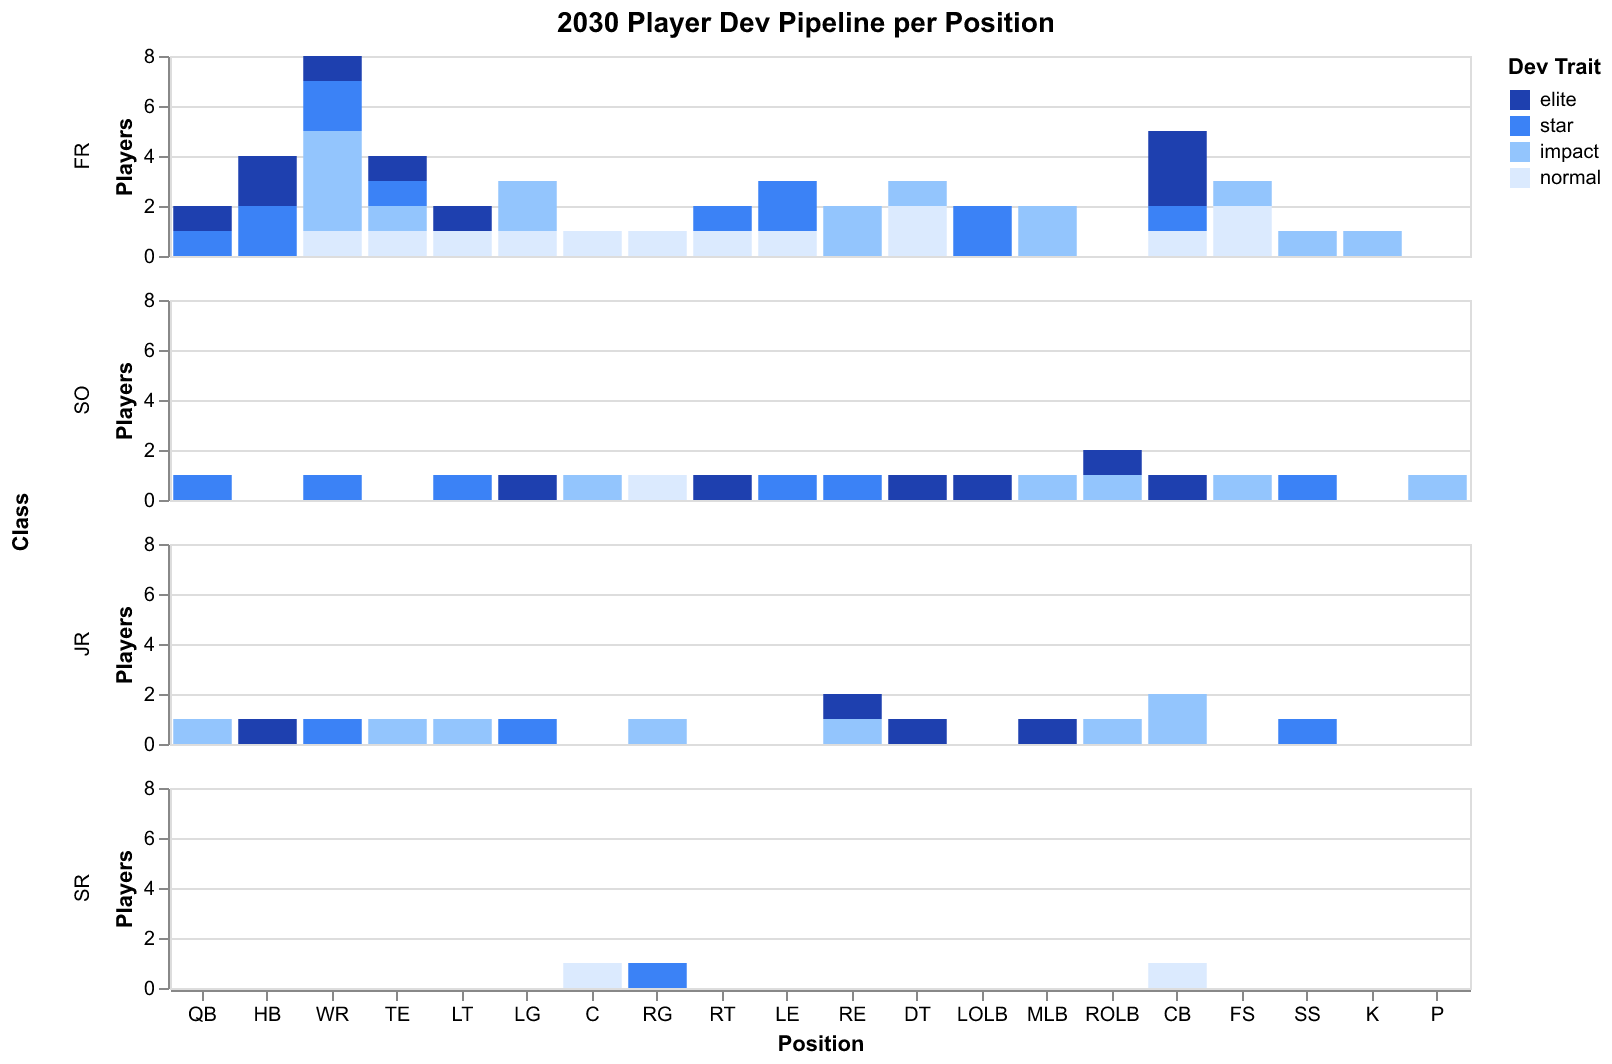 2030 Player Dev Pipeline per Position
Dev Trait
elite
star
impact
normal
Class
FR
Players
8
6
4
2
0
SO
Players
8
6
4
2
0
JR
Players
8
6
4
2
0
SR
Players
8
6
4
2
0
QB HB WR TE LT LG C RG RT LE RE DT LOLB MLB ROLB CB FS SS K P
Position